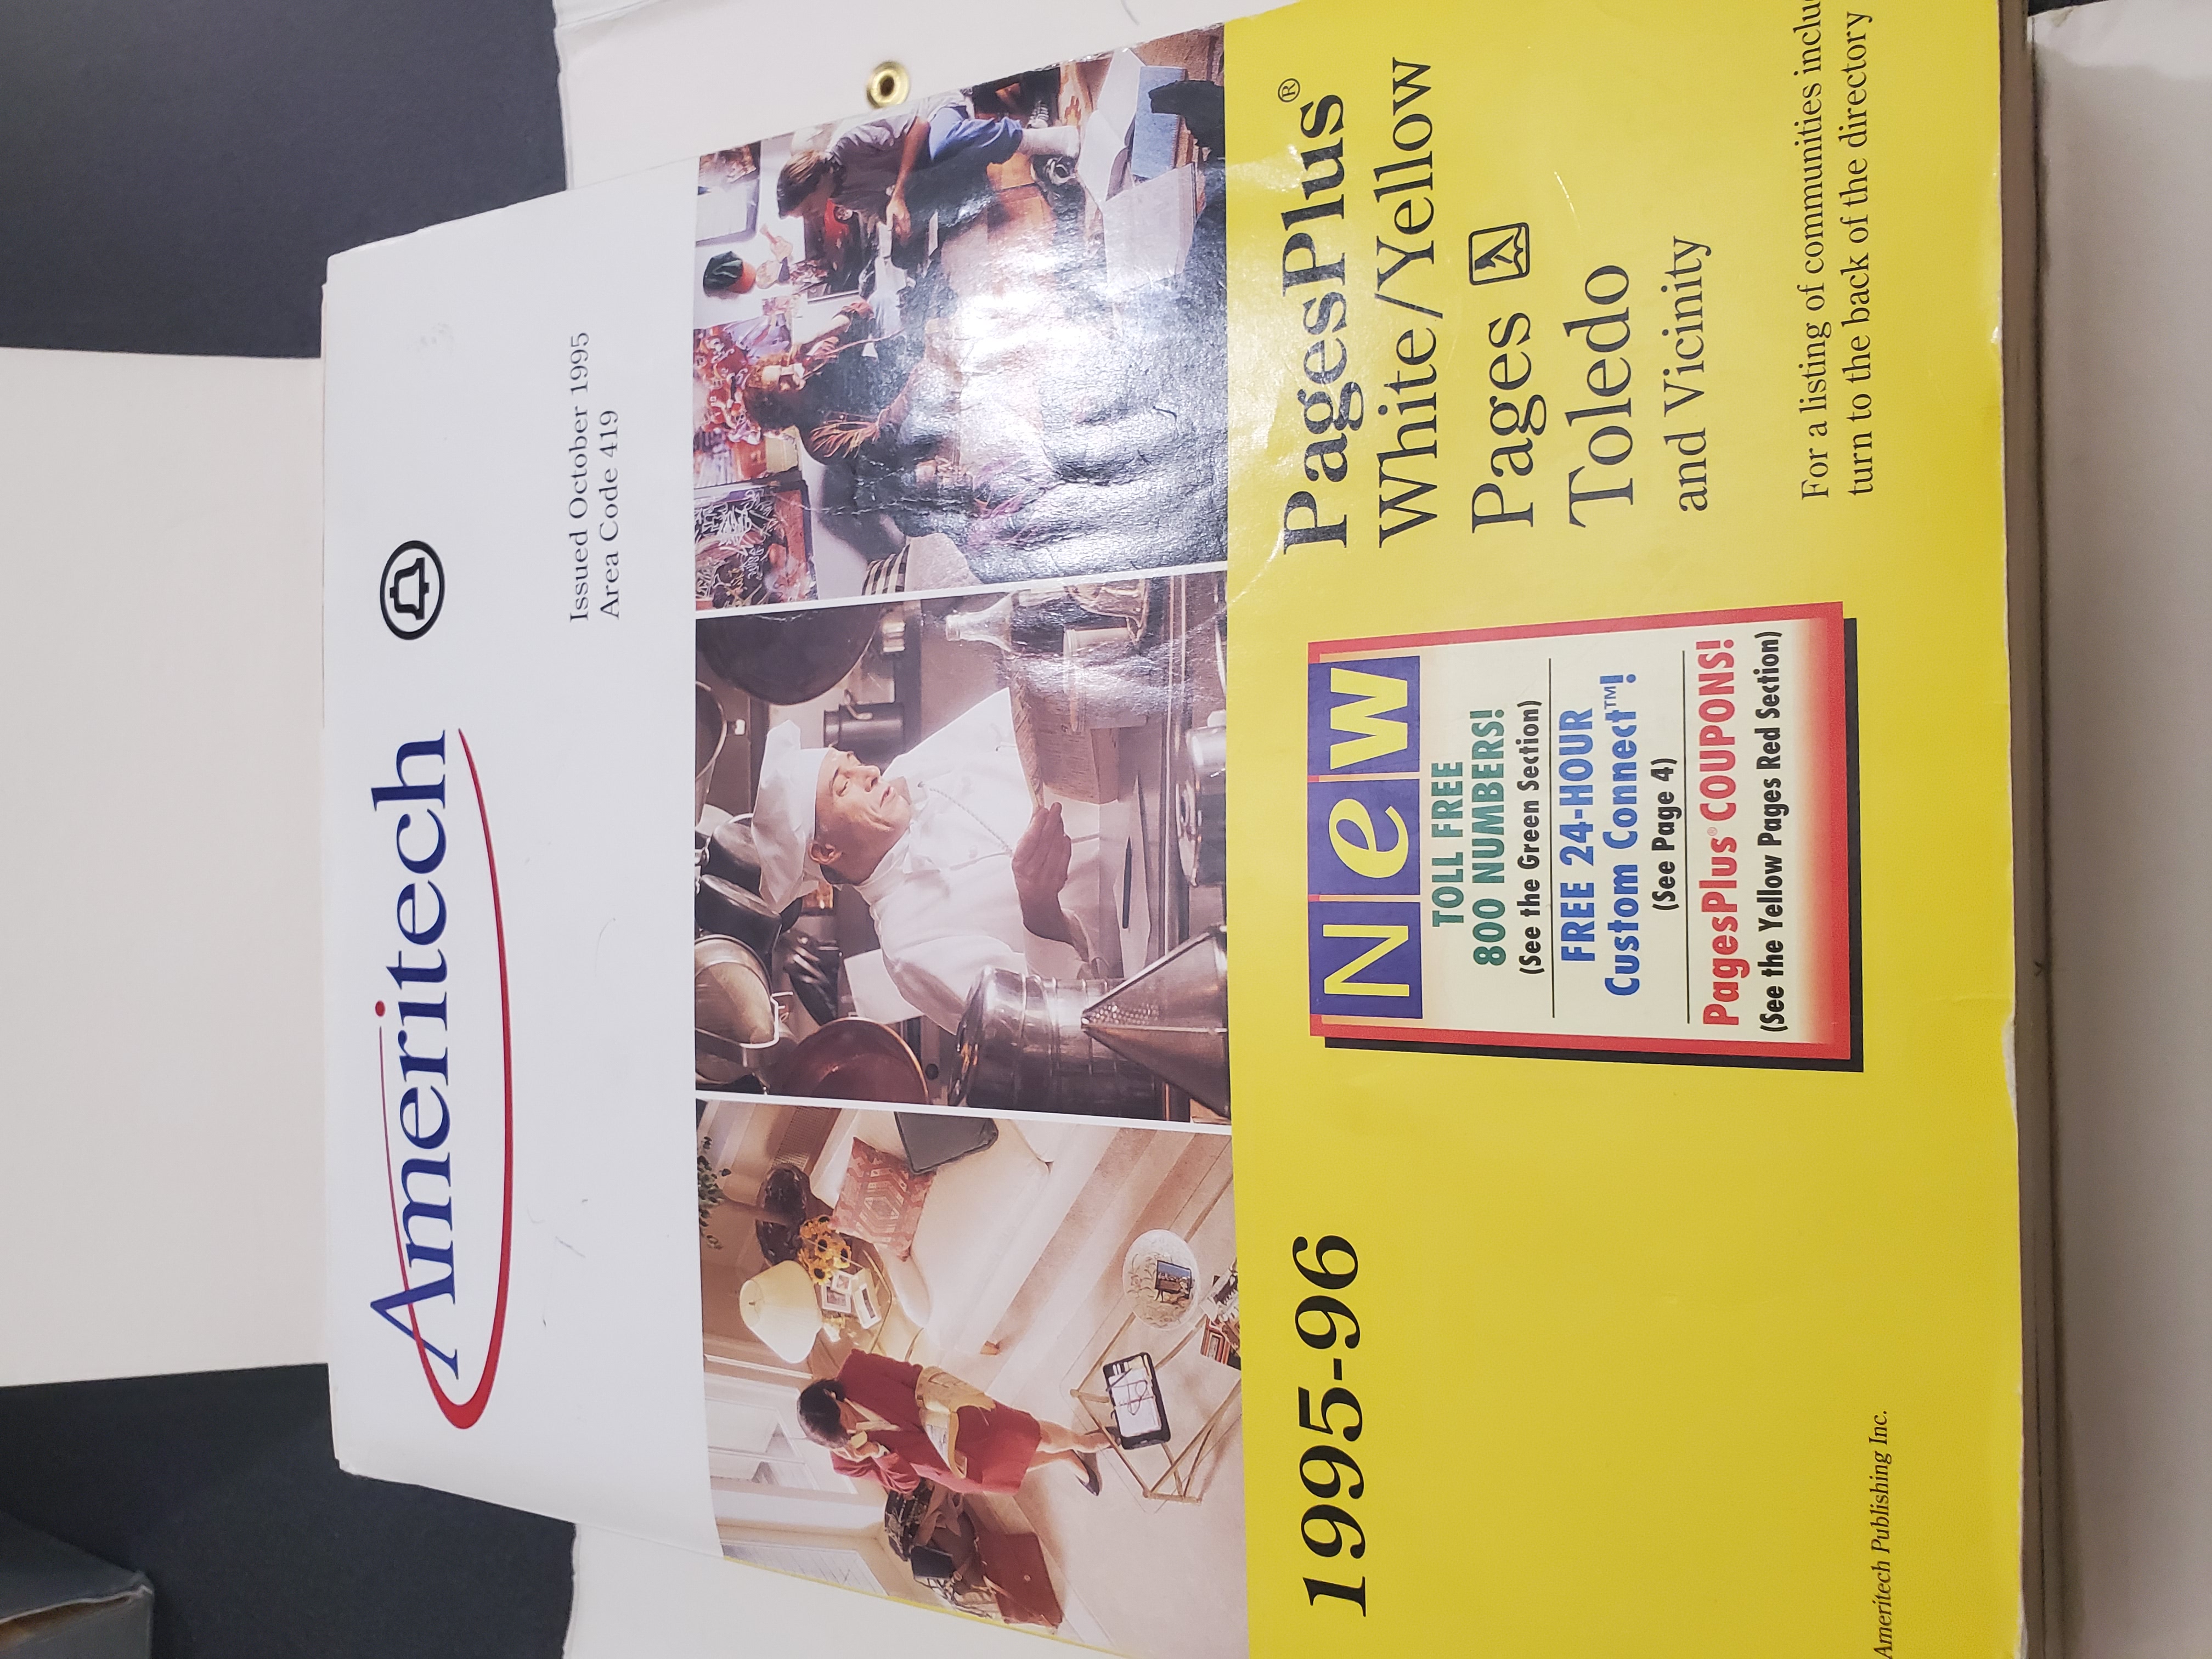 Ameritech
Issued October 1995
Area Code 419
1995-96
New
TOLL FREE
800 NUMBERS!
(See the Green Section)
FREE 24-HOUR
Custom Connect™!
(See Page 4)
PagesPlus® COUPONS!
(See the Yellow Pages Red Section)
PagesPlus®
White/Yellow
Pages
Toledo
and Vicinity
For a listing of communities
turn to the back of the directory
Ameritech Publishing Inc.